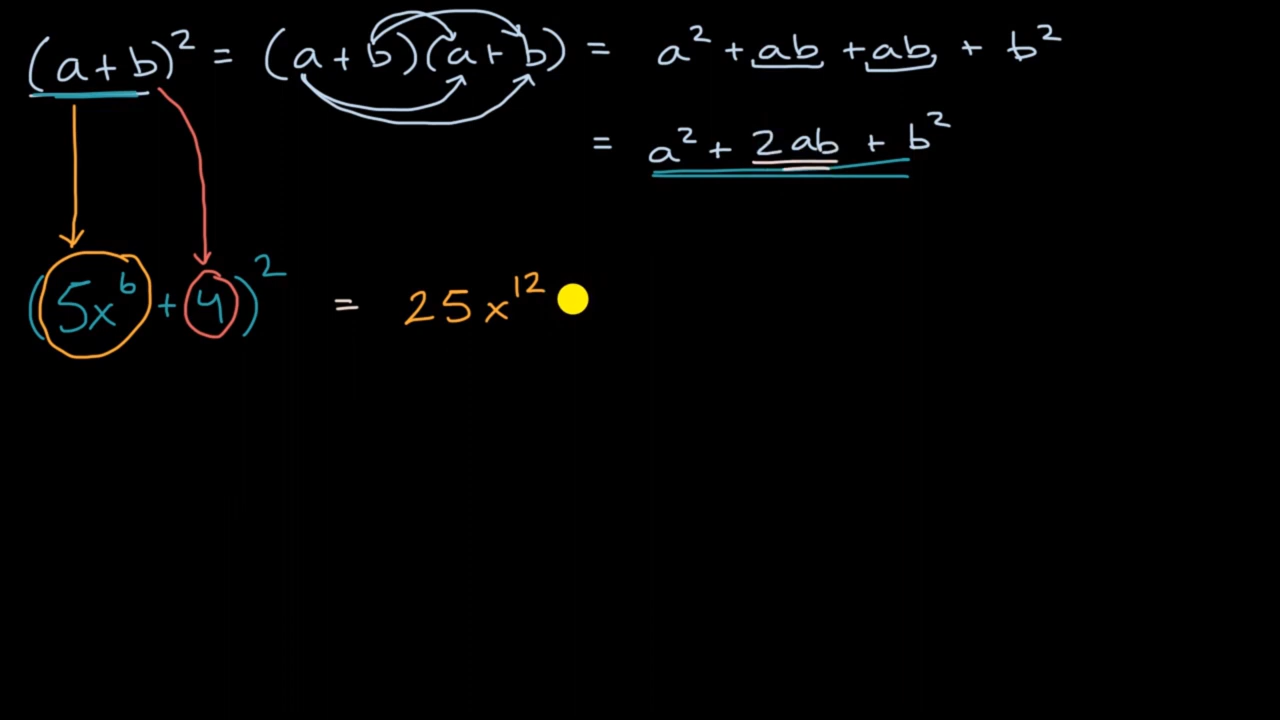 (a+b)² = (a+b)(a+b) = a² + ab + ab + b²
= a² + 2ab + b²
(5x⁶ + 4)² = 25x¹²